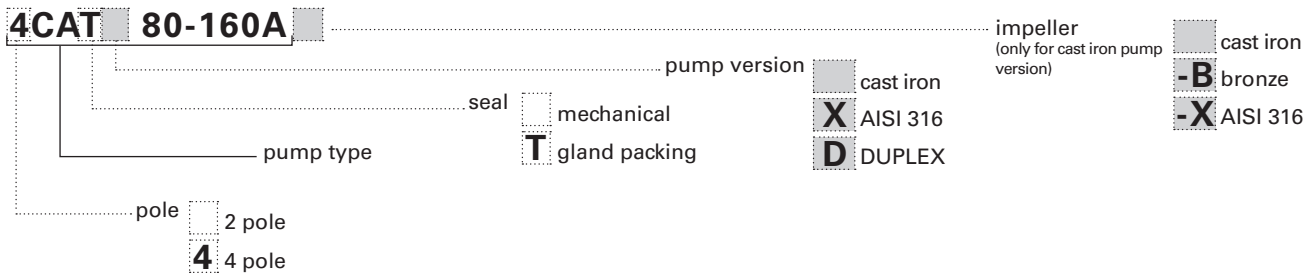 4CAT 80-160A
impeller
(only for cast iron pump
version)
cast iron
-B bronze
-X AISI 316
pump version
cast iron
X AISI 316
D DUPLEX
seal
mechanical
T gland packing
pump type
pole
2 pole
4 4 pole